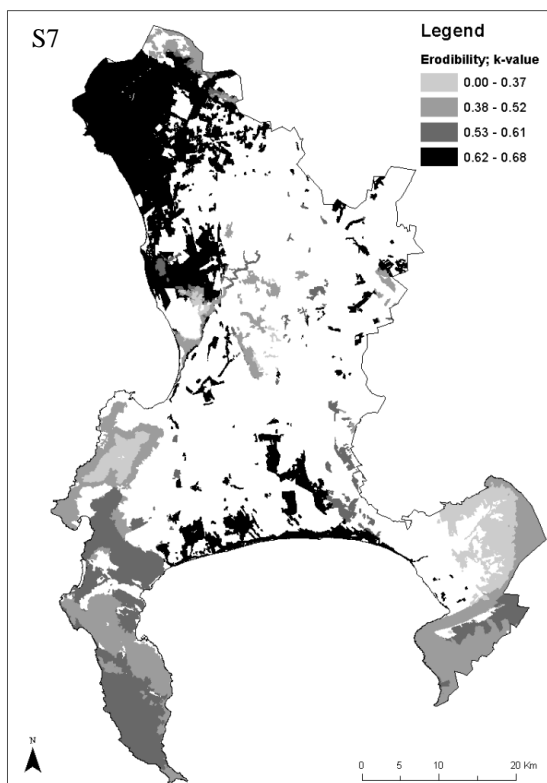 S7
Legend
Erodibility; k-value
0.00 - 0.37
0.38 - 0.52
0.53 - 0.61
0.62 - 0.68
N
0 5 10 20 Km